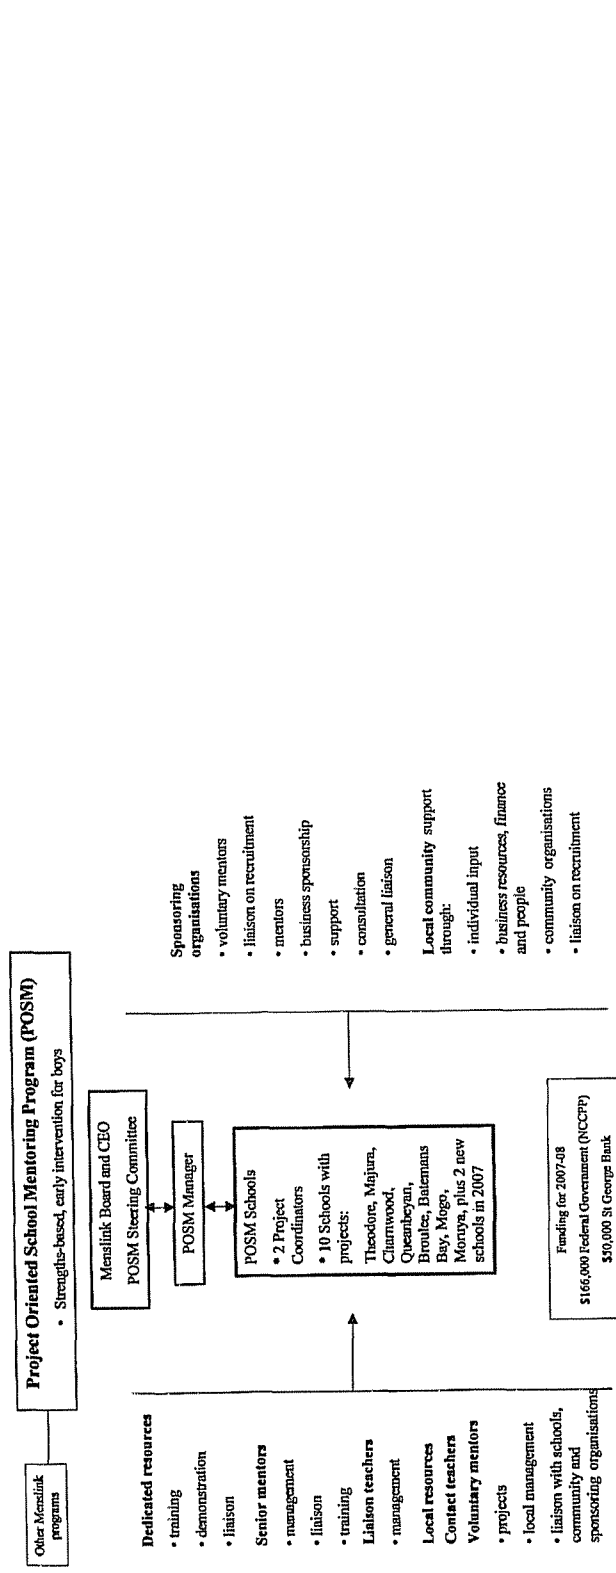 Project Oriented School Mentoring Program (POSM)
• Strengths-based, early intervention for boys
Other Menslink
programs
Menslink Board and CEO
POSM Steering Committee
POSM Manager
POSM Schools
* 2 Project
Coordinators
* 10 Schools with
projects:
Theodore, Majura,
Charnwood,
Queanbeyan,
Broulee, Batemans
Bay, Mogo,
Moruya, plus 2 new
schools in 2007
Dedicated resources
• training
• demonstration
• liaison
Senior mentors
• management
• liaison
• training
Liaison teachers
• management
Local resources
Contact teachers
Voluntary mentors
• projects
• local management
• liaison with schools,
community and
sponsoring organisations
Sponsoring
organisations
• voluntary mentors
• liaison on recruitment
• mentors
• business sponsorship
• support
• consultation
• general liaison
Local community support
through:
• individual input
• business resources, finance
and people
• community organisations
• liaison on recruitment
Funding for 2007-08
$166,000 Federal Government (NCCPP)
$50,000 St George Bank